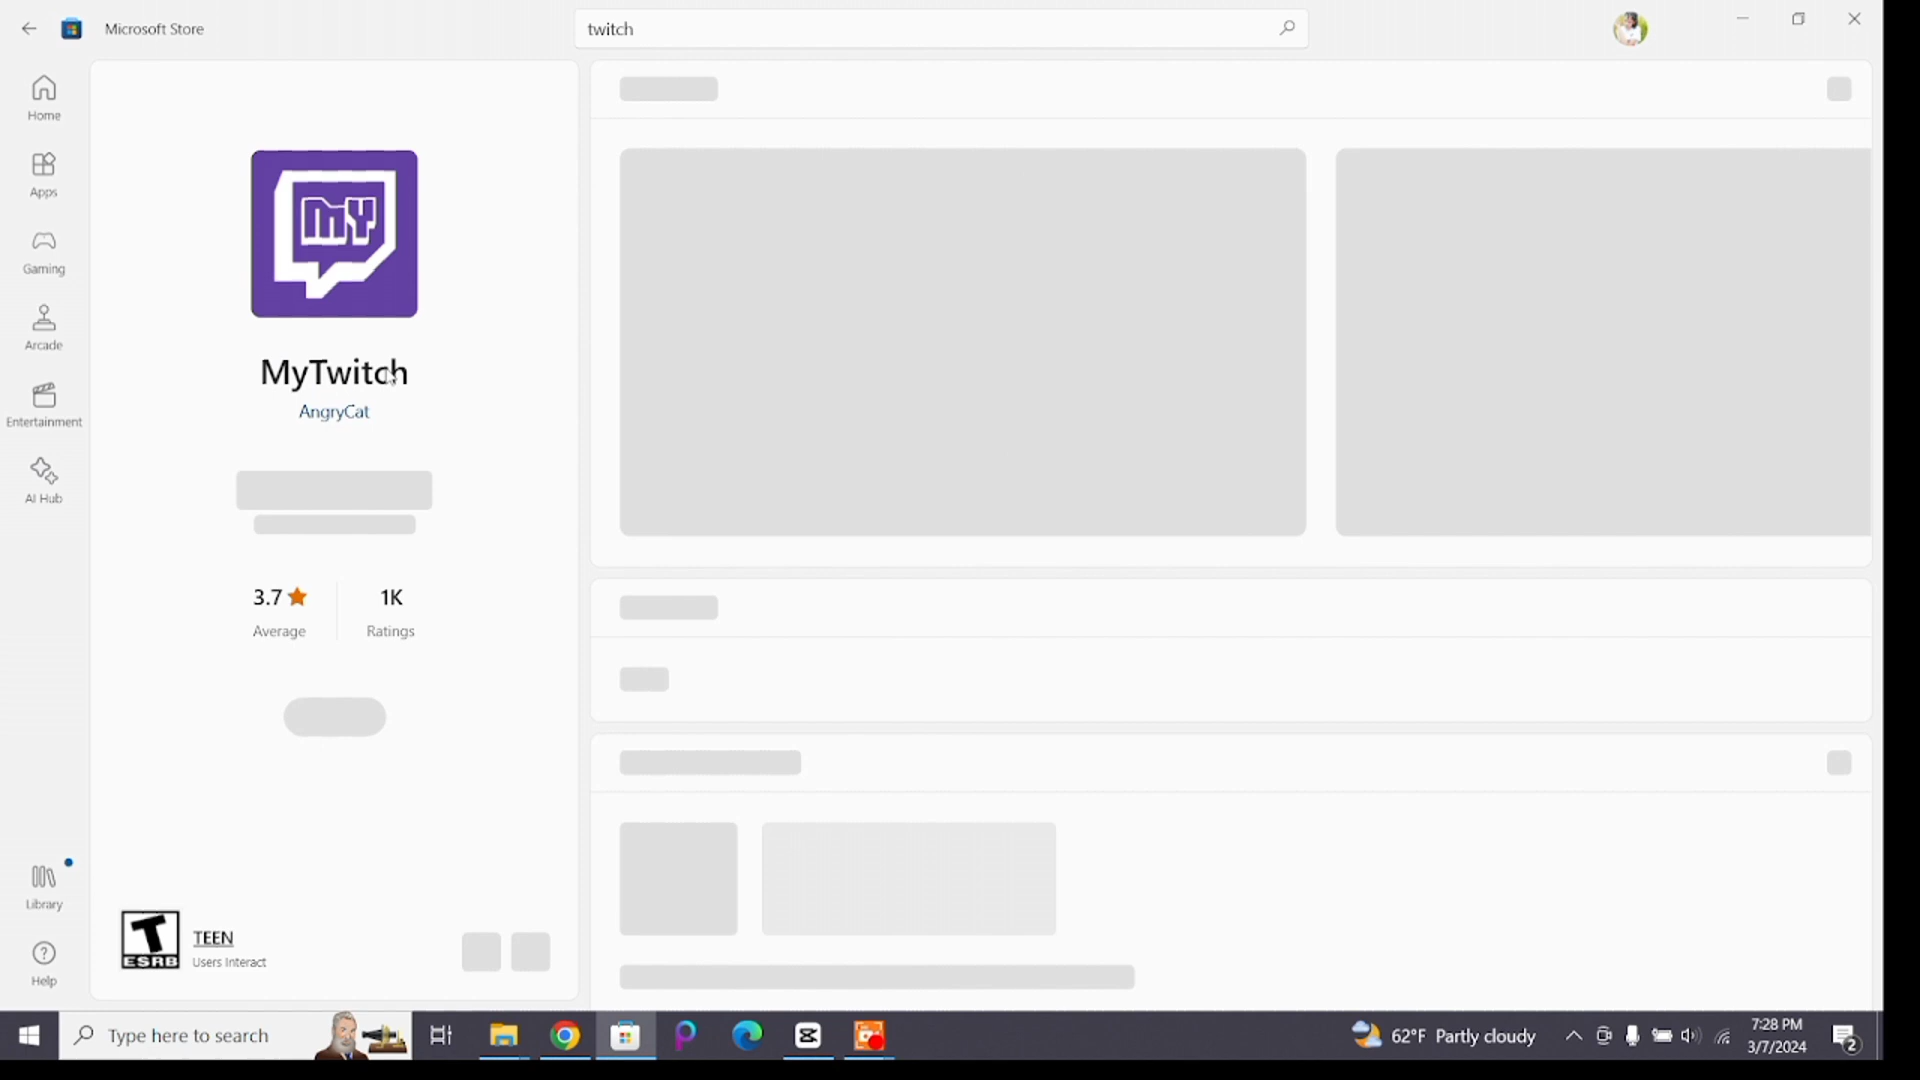 Microsoft Store
twitch
Home
Apps
Gaming
Arcade
Entertainment
AI Hub
Library
Help
MY
MyTwitch
AngryCat
3.7
Average
1K
Ratings
T
ESRB
TEEN
Users Interact
Type here to search
62°F Partly cloudy
7:28 PM
3/7/2024
2